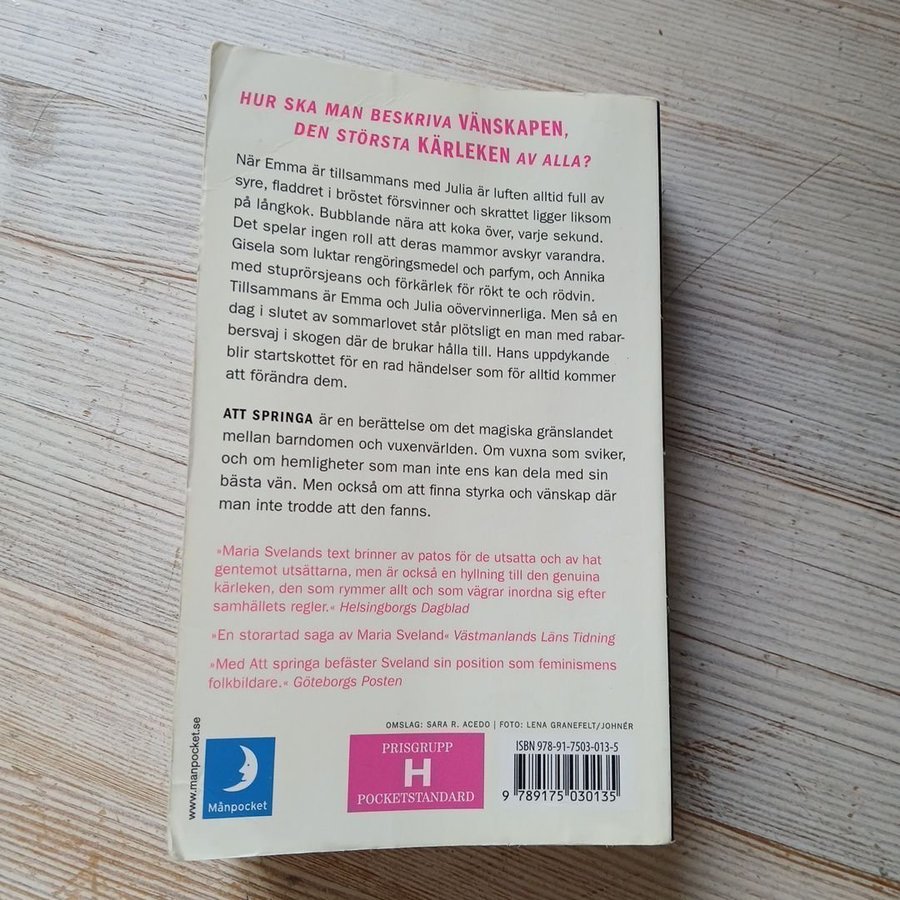 HUR SKA MAN BESKRIVA VÄNSKAPEN,
DEN STÖRSTA KÄRLEKEN AV ALLA?
När Emma är tillsammans med Julia är luften alltid full av
syre, fladdret i bröstet försvinner och skrattet ligger liksom
på långkok. Bubblande nära att koka över, varje sekund.
Det spelar ingen roll att deras mammor avskyr varandra.
Gisela som luktar rengöringsmedel och parfym, och Annika
med stuprörsjeans och förkärlek för rökt te och rödvin.
Tillsammans är Emma och Julia oövervinnerliga. Men så en
dag i slutet av sommarlovet står plötsligt en man med rabar-
bersvaj i skogen där de brukar hålla till. Hans uppdykande
blir startskottet för en rad händelser som för alltid kommer
att förändra dem.
ATT SPRINGA är en berättelse om det magiska gränslandet
mellan barndomen och vuxenvärlden. Om vuxna som sviker,
och om hemligheter som man inte ens kan dela med sin
bästa vän. Men också om att finna styrka och vänskap där
man inte trodde att den fanns.
»Maria Svelands text brinner av patos för de utsatta och av hat
gentemot utsättarna, men är också en hyllning till den genuina
kärleken, den som rymmer allt och som vägrar inordna sig efter
samhällets regler.« Helsingborgs Dagblad
»En storartad saga av Maria Sveland« Västmanlands Läns Tidning
»Med Att springa befäster Sveland sin position som feminismens
folkbildare.« Göteborgs Posten
OMSLAG: SARA R. ACEDO | FOTO: LENA GRANEFELT/JOHNÉR
www.manpocket.se
Månpocket
PRISGRUPP
H
POCKETSTANDARD
ISBN 978-91-7503-013-5
9 789175 030135